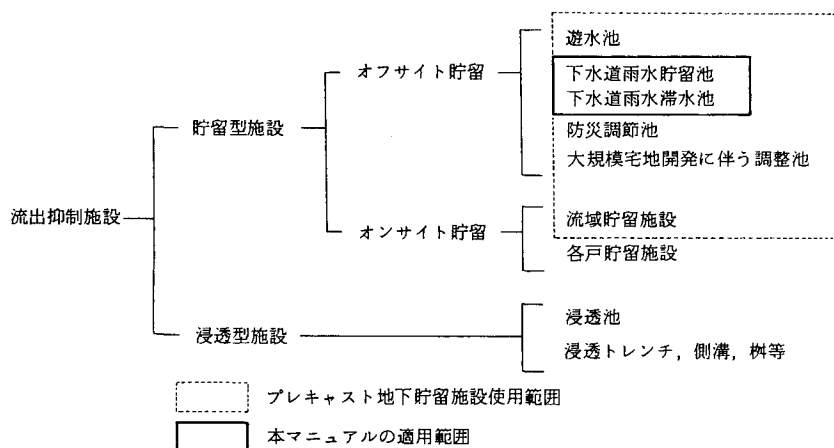 遊水池
オフサイト貯留
下水道雨水貯留池
下水道雨水滞水池
貯留型施設
防災調節池
大規模宅地開発に伴う調整池
流出抑制施設
オンサイト貯留
流域貯留施設
各戸貯留施設
浸透型施設
浸透池
浸透トレンチ，側溝，桝等
プレキャスト地下貯留施設使用範囲
本マニュアルの適用範囲